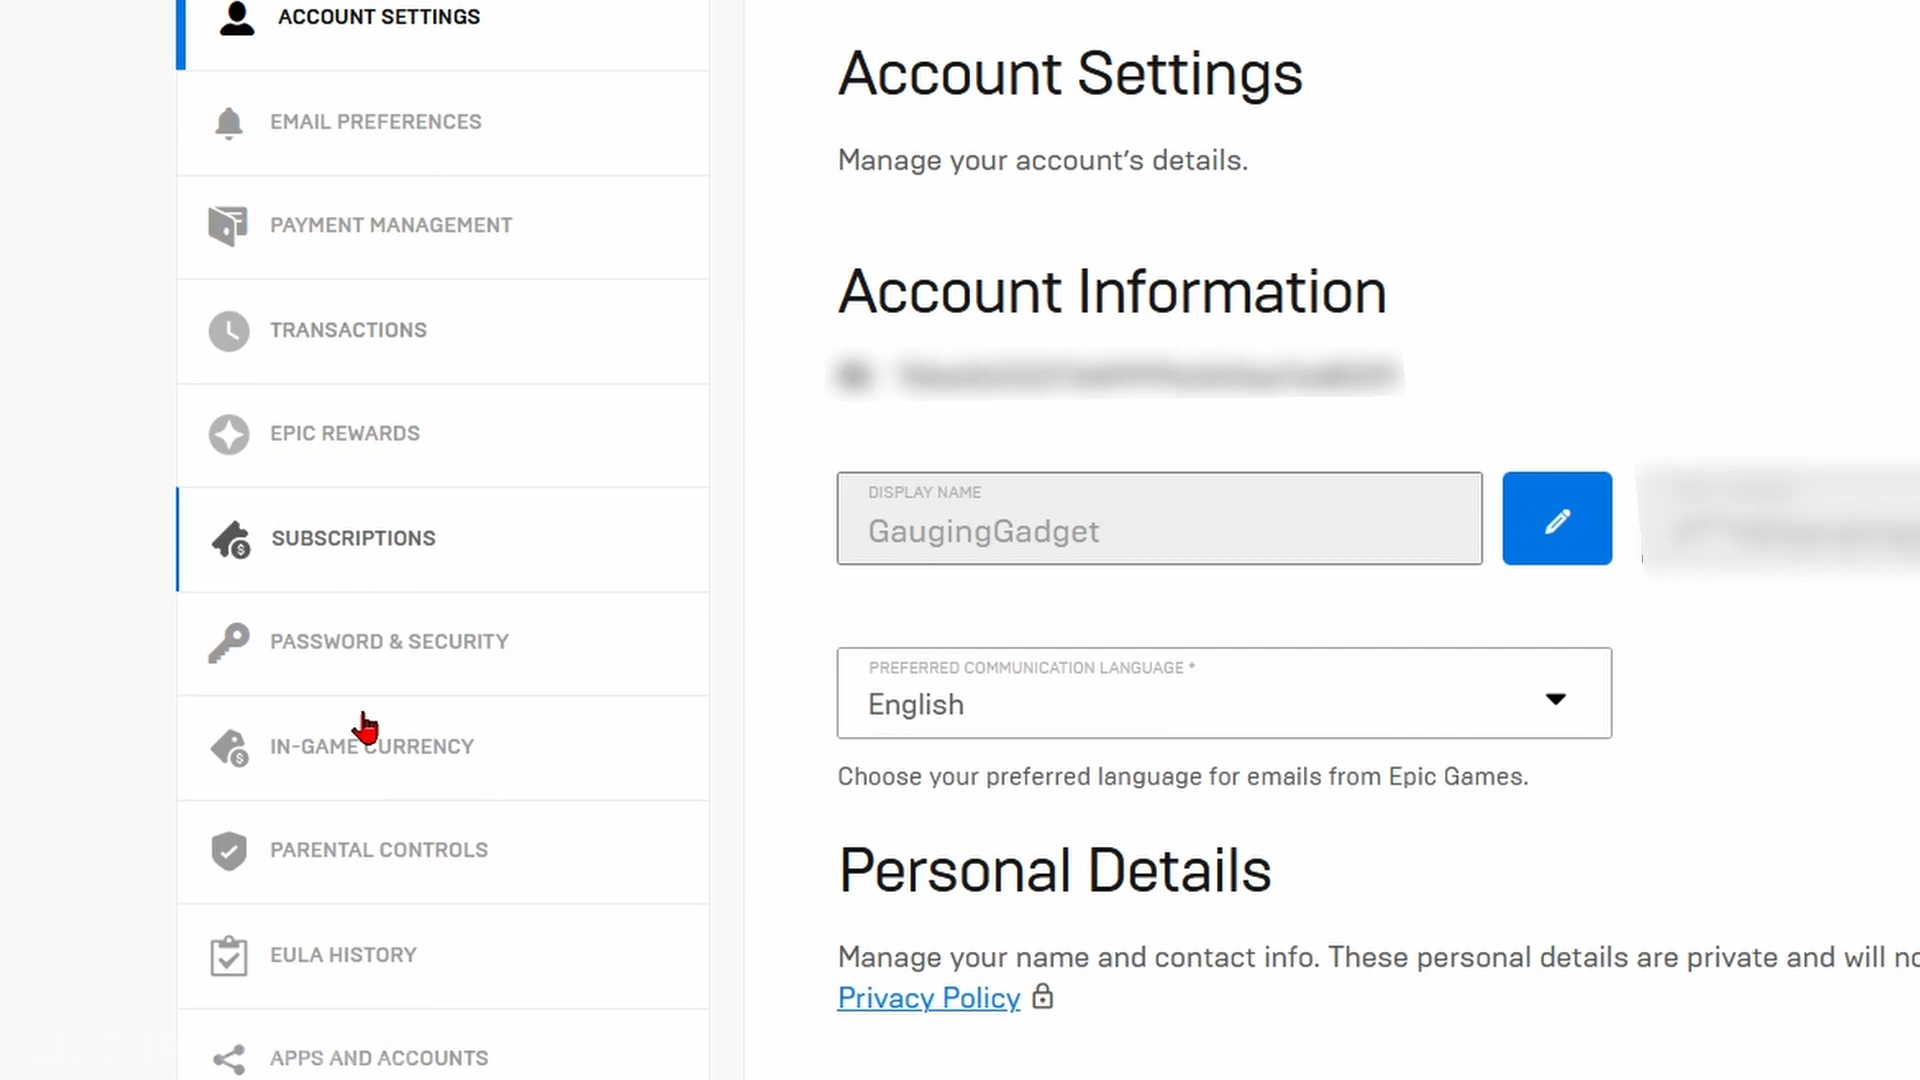 ACCOUNT SETTINGS
EMAIL PREFERENCES
PAYMENT MANAGEMENT
TRANSACTIONS
EPIC REWARDS
SUBSCRIPTIONS
PASSWORD & SECURITY
IN-GAME CURRENCY
PARENTAL CONTROLS
EULA HISTORY
APPS AND ACCOUNTS
Account Settings
Manage your account’s details.
Account Information
DISPLAY NAME
GaugingGadget
PREFERRED COMMUNICATION LANGUAGE *
English
Choose your preferred language for emails from Epic Games.
Personal Details
Manage your name and contact info. These personal details are private and will
Privacy Policy